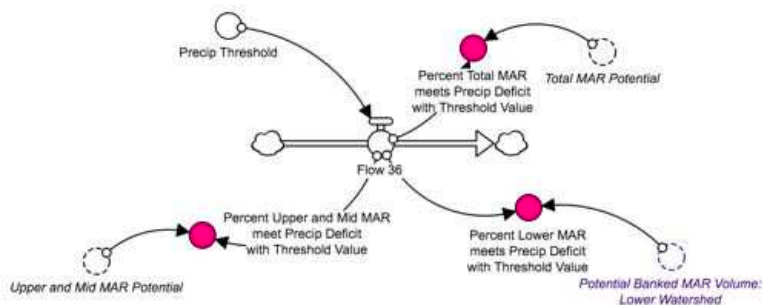 Precip Threshold
Percent Total MAR
meets Precip Deficit
with Threshold Value
Total MAR Potential
Flow 36
Percent Upper and Mid MAR
meet Precip Deficit
with Threshold Value
Upper and Mid MAR Potential
Percent Lower MAR
meets Precip Deficit
with Threshold Value
Potential Banked MAR Volume:
Lower Watershed